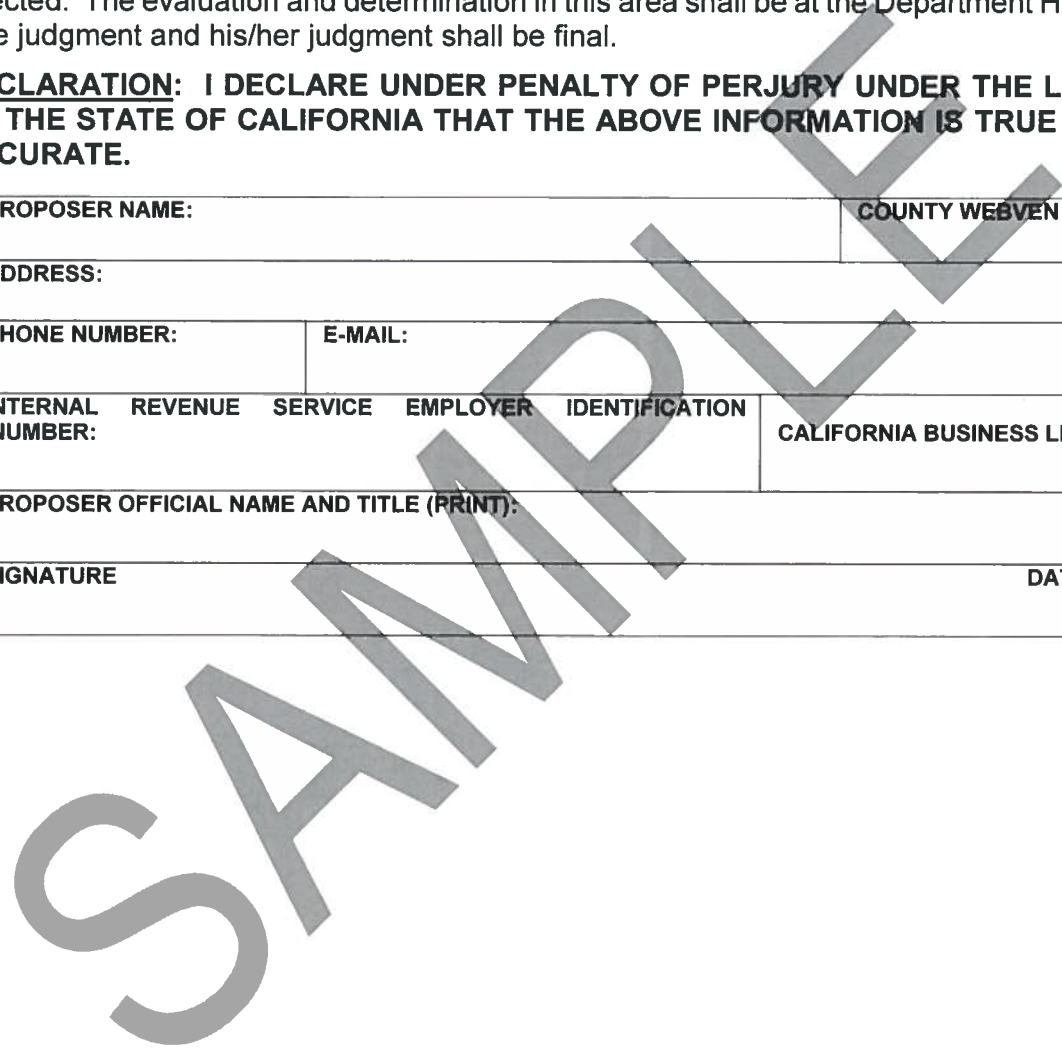 ected. The evaluation and determination in this area shall be at the Department H
e judgment and his/her judgment shall be final.
CLARATION: I DECLARE UNDER PENALTY OF PERJURY UNDER THE L
THE STATE OF CALIFORNIA THAT THE ABOVE INFORMATION IS TRUE
CURATE.
ROPOSER NAME: COUNTY WEBVEN
DDRESS:
HONE NUMBER: E-MAIL:
NTERNAL REVENUE SERVICE EMPLOYER IDENTIFICATION
NUMBER: CALIFORNIA BUSINESS LI
ROPOSER OFFICIAL NAME AND TITLE (PRINT):
IGNATURE DAT
SAMPLE